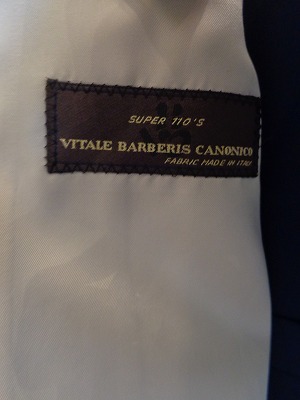 SUPER 110'S
VITALE BARBERIS CANONICO
FABRIC MADE IN ITALY